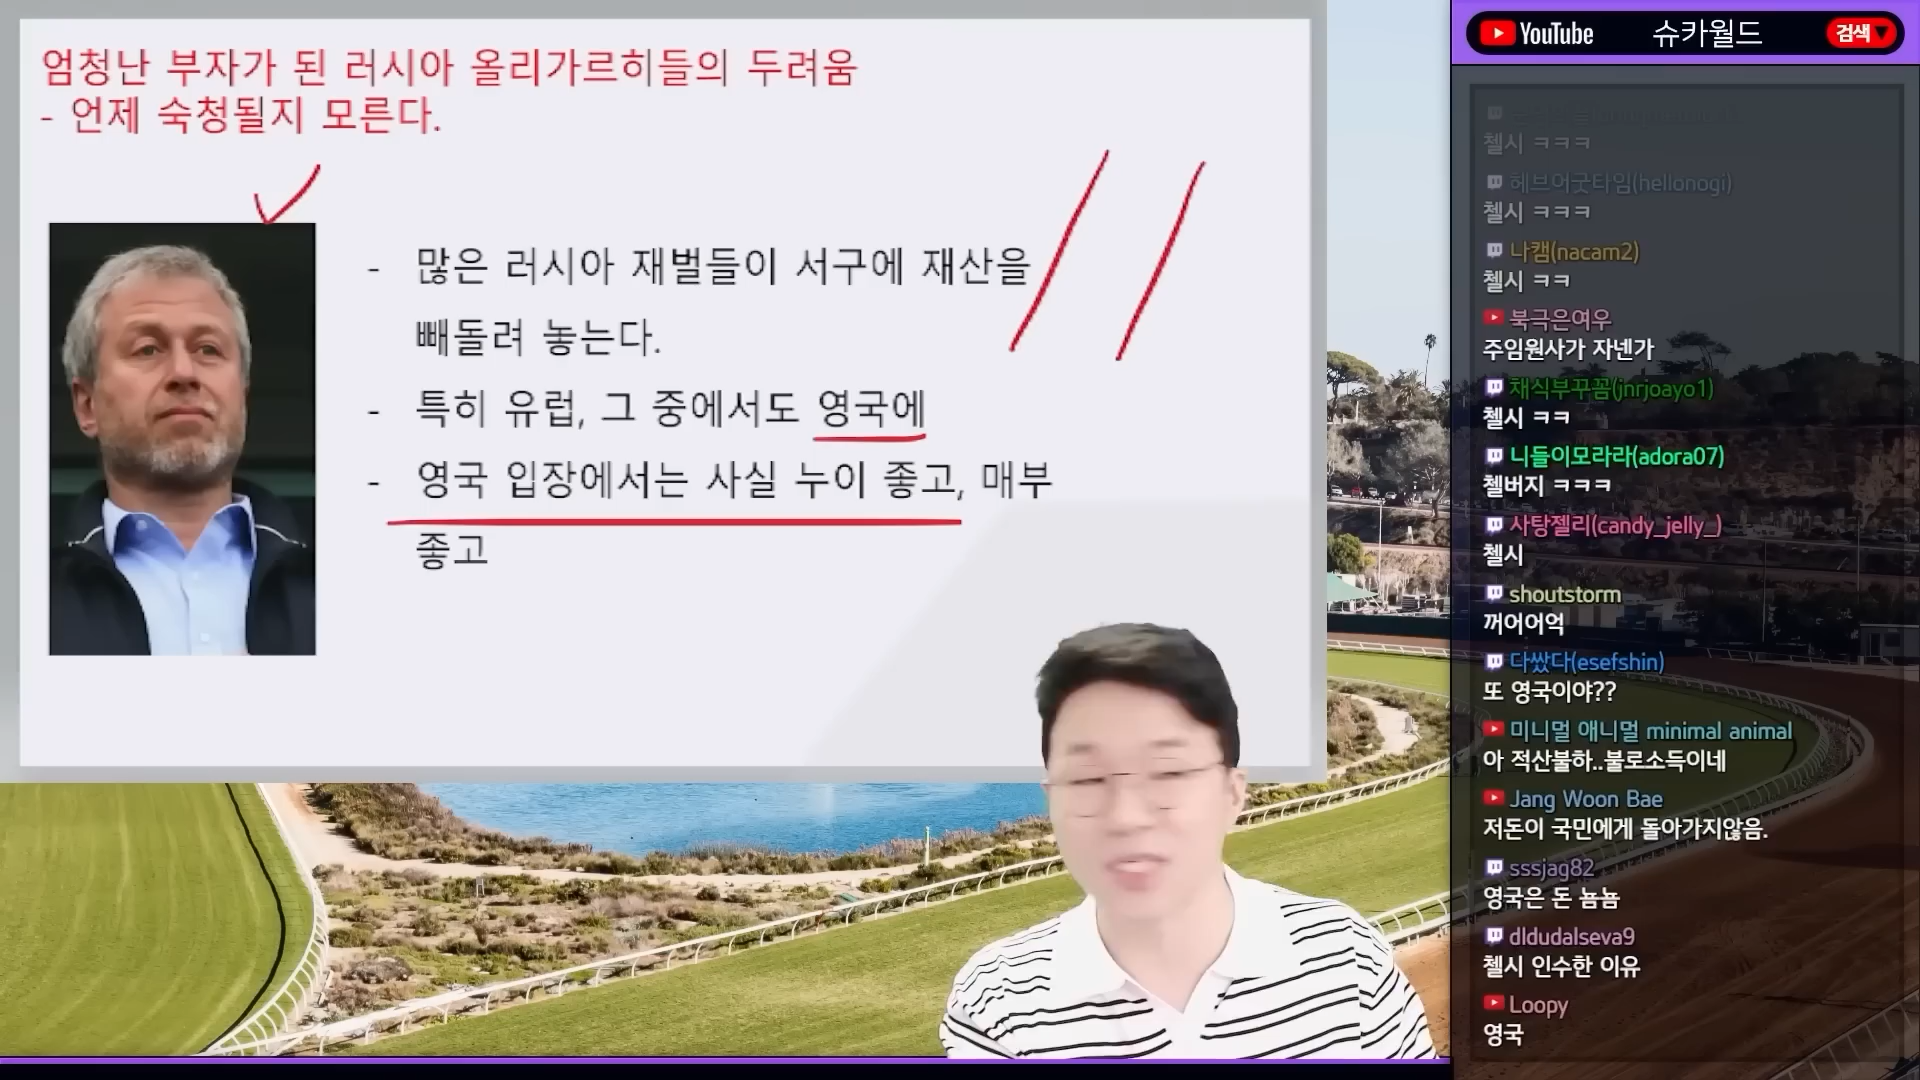 엄청난 부자가 된 러시아 올리가르히들의 두려움
- 언제 숙청될지 모른다.
- 많은 러시아 재벌들이 서구에 재산을
빼돌려 놓는다.
- 특히 유럽, 그 중에서도 영국에
- 영국 입장에서는 사실 누이 좋고, 매부
좋고
YouTube 슈카월드 검색
첼시 ㅋㅋㅋ
헤브어굿타임(hellonogi)
첼시 ㅋㅋㅋ
나캠(nacam2)
첼시 ㅋㅋ
북극은여우
주임원사가 자넨가
채식부꾸꼼(jnrjoayo1)
첼시 ㅋㅋ
니들이모라라(adora07)
첼버지 ㅋㅋㅋ
사탕젤리(candy_jelly_)
첼시
shoutstorm
꺼어어억
다쌌다(esefshin)
또 영국이야??
미니멀 애니멀 minimal animal
아 적산불하..불로소득이네
Jang Woon Bae
저돈이 국민에게 돌아가지않음.
sssjag82
영국은 돈 뇸뇸
dldudalseva9
첼시 인수한 이유
Loopy
영국